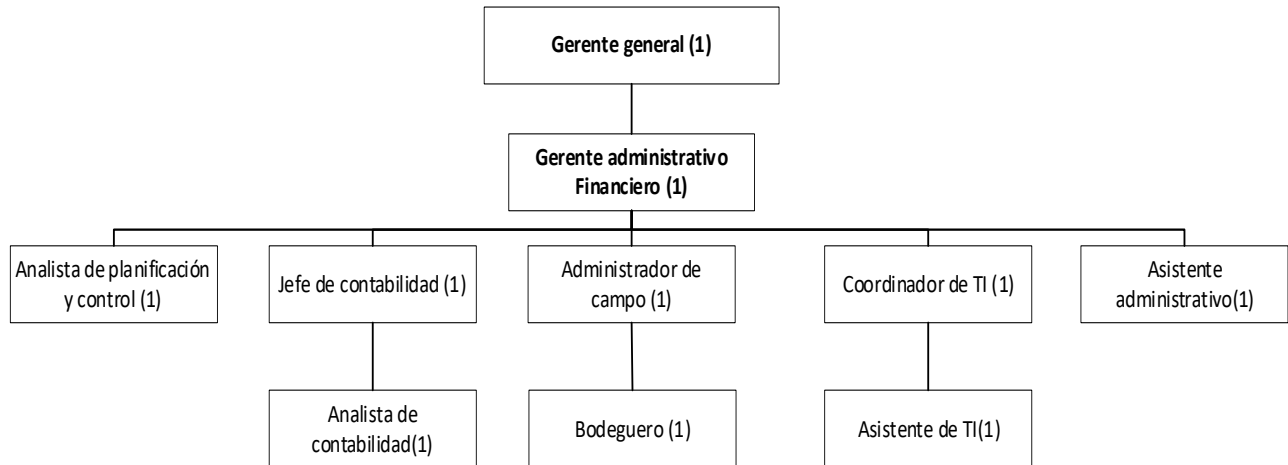 Gerente general (1)
Gerente administrativo
Financiero (1)
Analista de planificación
y control (1)
Jefe de contabilidad (1)
Administrador de
campo (1)
Coordinador de TI (1)
Asistente
administrativo(1)
Analista de
contabilidad(1)
Bodeguero (1)
Asistente de TI(1)